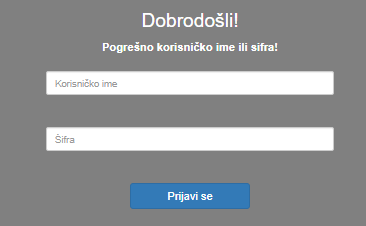 Dobrodošli!
Pogrešno korisničko ime ili sifra!
Korisničko ime
Šifra
Prijavi se